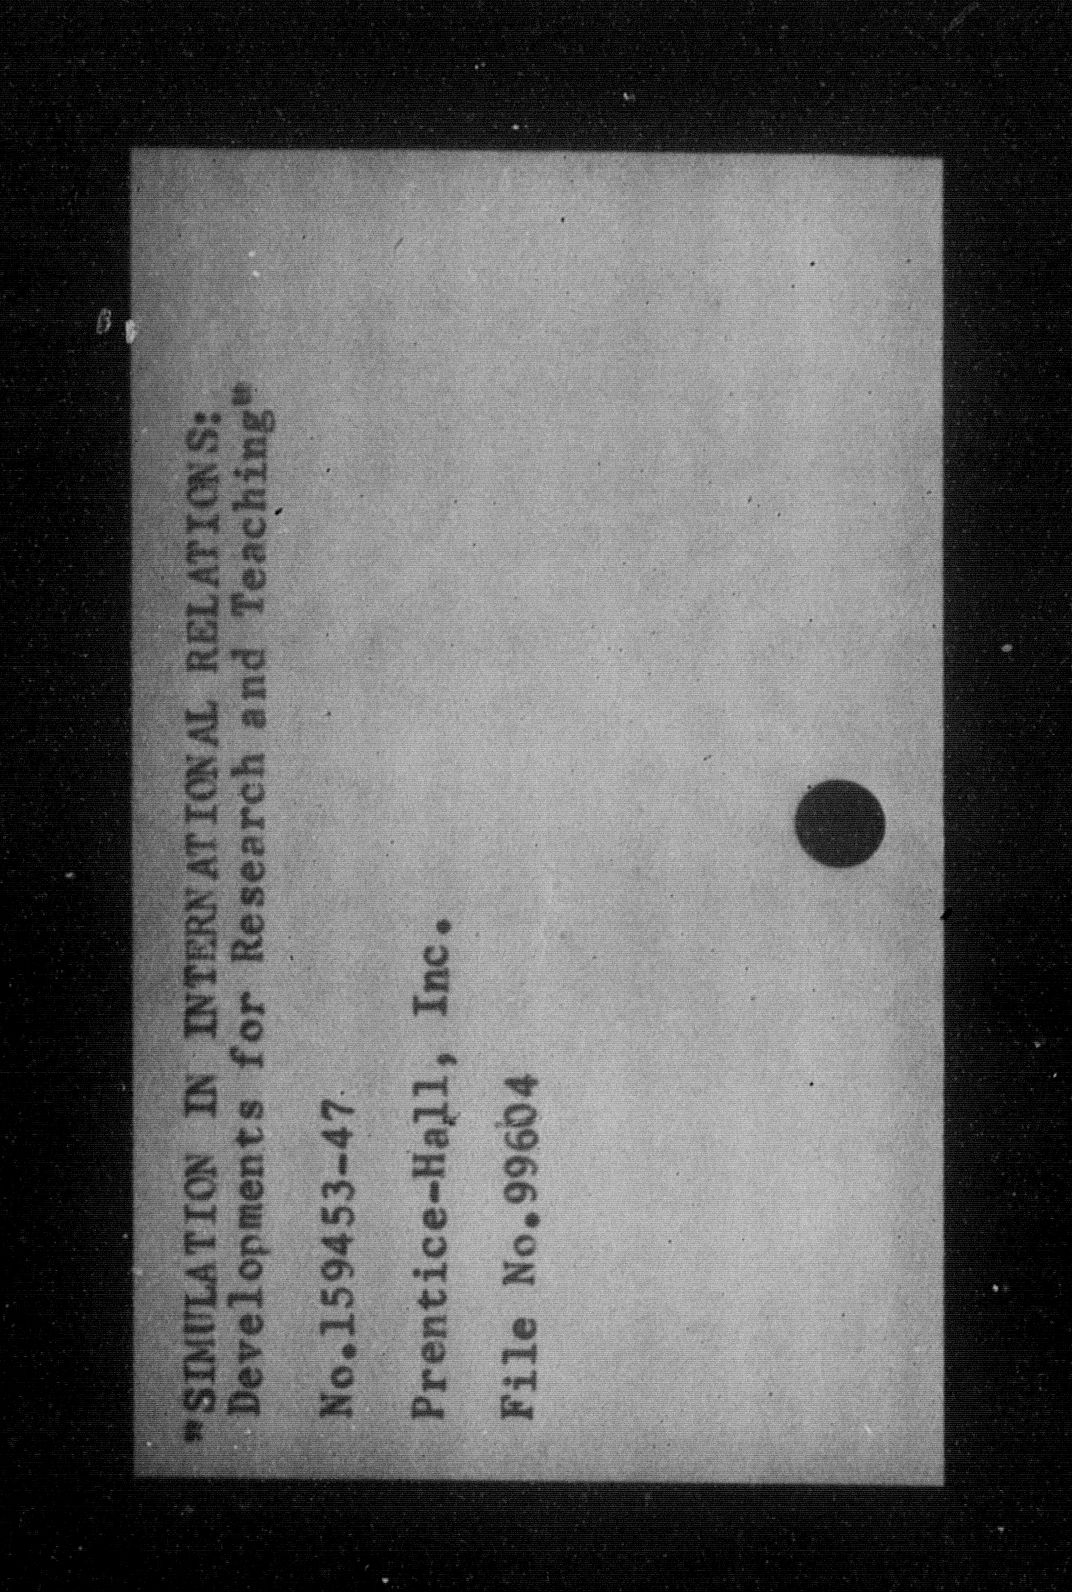 "SIMULATION IN INTERNATIONAL RELATIONS:
Developments for Research and Teaching"
No.159453-47
Prentice-Hall, Inc.
File No.99604